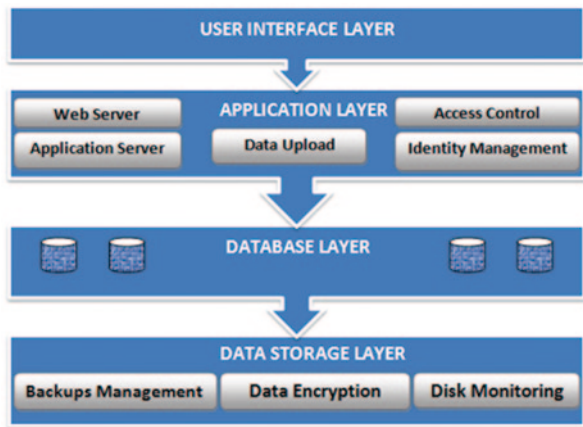 USER INTERFACE LAYER
APPLICATION LAYER
Web Server
Application Server
Data Upload
Access Control
Identity Management
DATABASE LAYER
DATA STORAGE LAYER
Backups Management
Data Encryption
Disk Monitoring